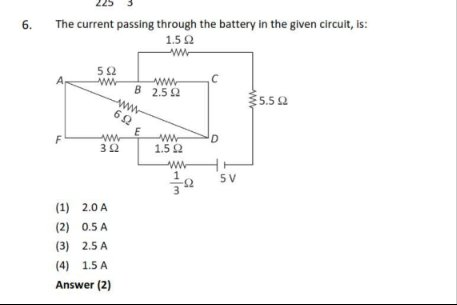 225 3
6. The current passing through the battery in the given circuit, is:
1.5 Ω
5 Ω
A
C
B 2.5 Ω
5.5 Ω
6 Ω
E
F
D
3 Ω
1.5 Ω
1/3 Ω
5 V
(1) 2.0 A
(2) 0.5 A
(3) 2.5 A
(4) 1.5 A
Answer (2)